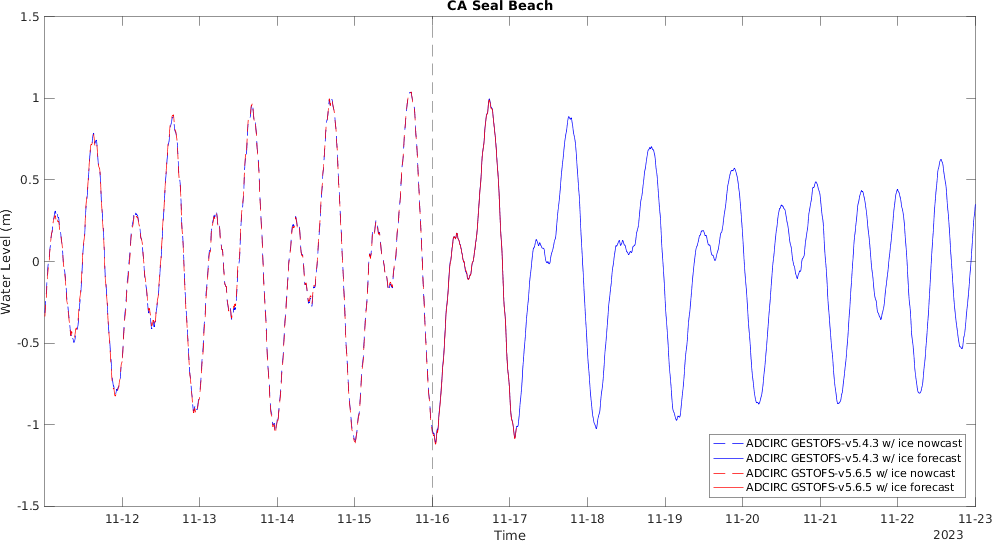 CA Seal Beach
1.5
1
0.5
0
-0.5
-1
-1.5
Water Level (m)
ADCIRC GESTOFS-v5.4.3 w/ ice nowcast
ADCIRC GESTOFS-v5.4.3 w/ ice forecast
ADCIRC GSTOFS-v5.6.5 w/ ice nowcast
ADCIRC GSTOFS-v5.6.5 w/ ice forecast
11-12 11-13 11-14 11-15 11-16 11-17 11-18 11-19 11-20 11-21 11-22 11-23
Time
2023